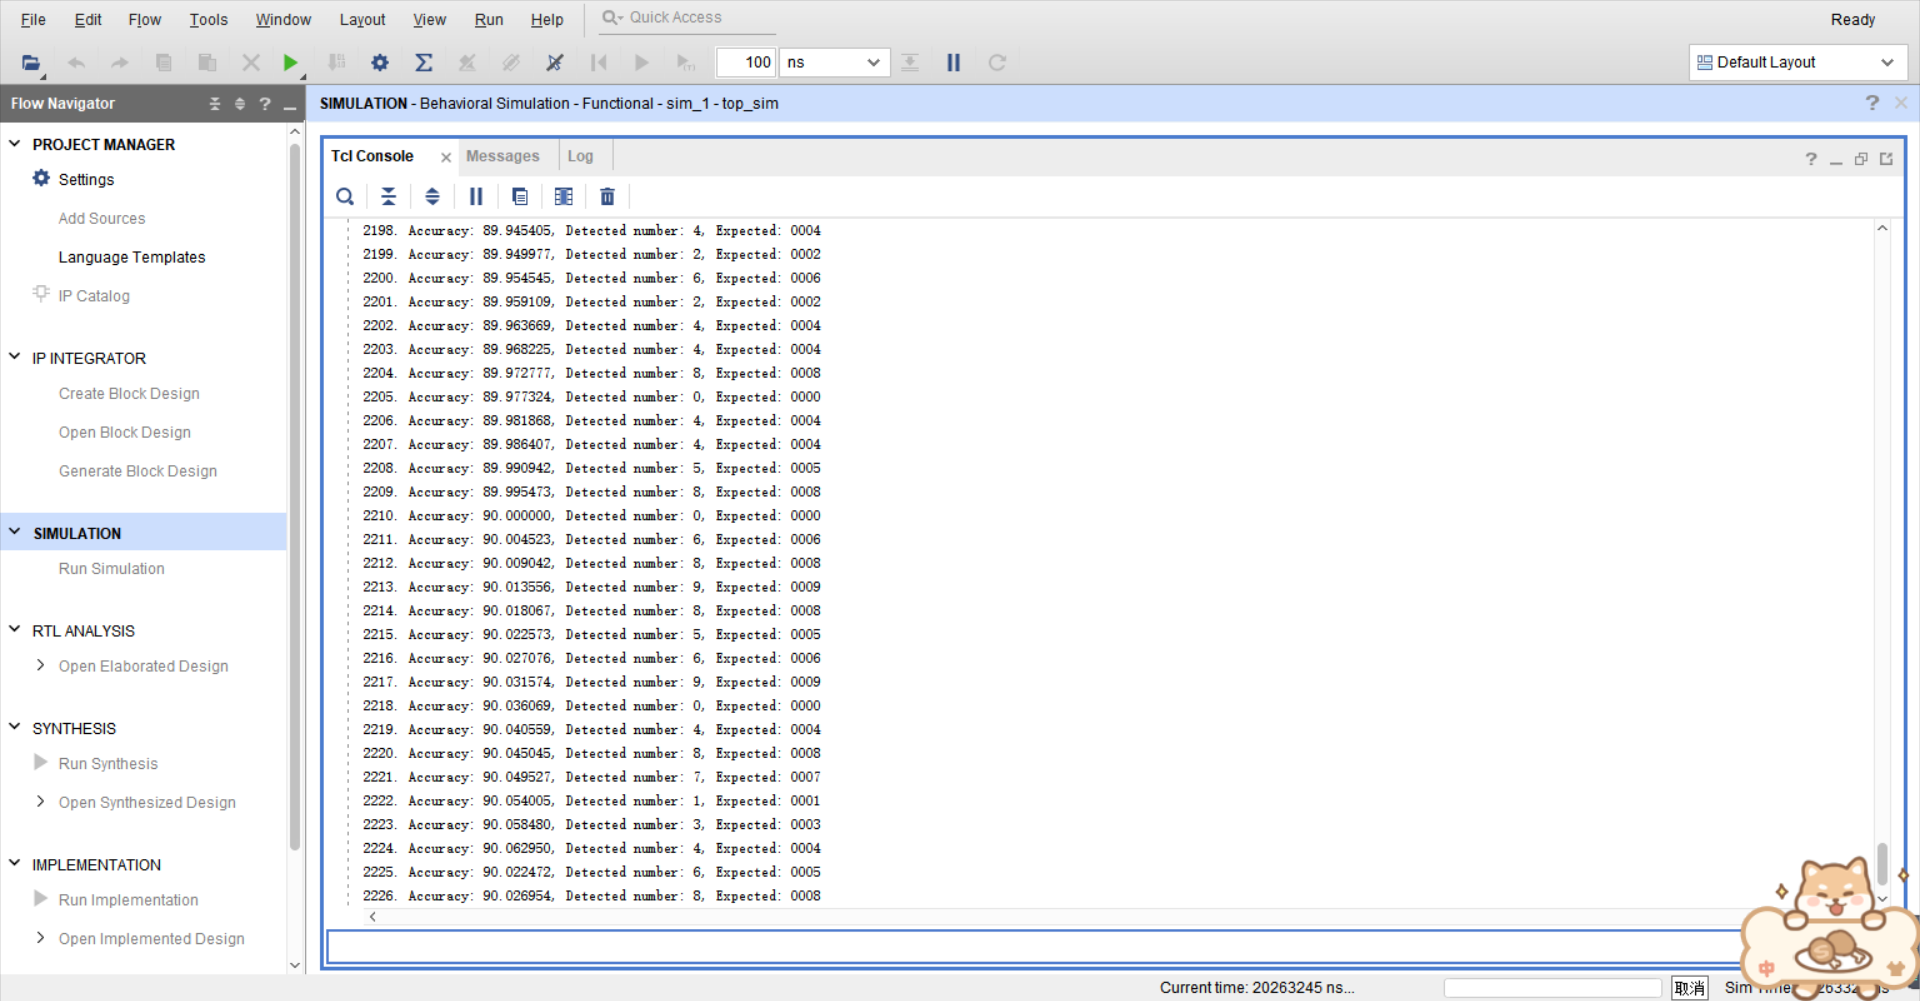 File Edit Flow Tools Window Layout View Run Help Quick Access Ready
100 ns Default Layout
Flow Navigator
SIMULATION - Behavioral Simulation - Functional - sim_1 - top_sim
PROJECT MANAGER
Settings
Add Sources
Language Templates
IP Catalog
IP INTEGRATOR
Create Block Design
Open Block Design
Generate Block Design
SIMULATION
Run Simulation
RTL ANALYSIS
Open Elaborated Design
SYNTHESIS
Run Synthesis
Open Synthesized Design
IMPLEMENTATION
Run Implementation
Open Implemented Design
Tcl Console Messages Log
2198. Accuracy: 89.945405, Detected number: 4, Expected: 0004
2199. Accuracy: 89.949977, Detected number: 2, Expected: 0002
2200. Accuracy: 89.954545, Detected number: 6, Expected: 0006
2201. Accuracy: 89.959109, Detected number: 2, Expected: 0002
2202. Accuracy: 89.963669, Detected number: 4, Expected: 0004
2203. Accuracy: 89.968225, Detected number: 4, Expected: 0004
2204. Accuracy: 89.972777, Detected number: 8, Expected: 0008
2205. Accuracy: 89.977324, Detected number: 0, Expected: 0000
2206. Accuracy: 89.981868, Detected number: 4, Expected: 0004
2207. Accuracy: 89.986407, Detected number: 4, Expected: 0004
2208. Accuracy: 89.990942, Detected number: 5, Expected: 0005
2209. Accuracy: 89.995473, Detected number: 8, Expected: 0008
2210. Accuracy: 90.000000, Detected number: 0, Expected: 0000
2211. Accuracy: 90.004523, Detected number: 6, Expected: 0006
2212. Accuracy: 90.009042, Detected number: 8, Expected: 0008
2213. Accuracy: 90.013556, Detected number: 9, Expected: 0009
2214. Accuracy: 90.018067, Detected number: 8, Expected: 0008
2215. Accuracy: 90.022573, Detected number: 5, Expected: 0005
2216. Accuracy: 90.027076, Detected number: 6, Expected: 0006
2217. Accuracy: 90.031574, Detected number: 9, Expected: 0009
2218. Accuracy: 90.036069, Detected number: 0, Expected: 0000
2219. Accuracy: 90.040559, Detected number: 4, Expected: 0004
2220. Accuracy: 90.045045, Detected number: 8, Expected: 0008
2221. Accuracy: 90.049527, Detected number: 7, Expected: 0007
2222. Accuracy: 90.054005, Detected number: 1, Expected: 0001
2223. Accuracy: 90.058480, Detected number: 3, Expected: 0003
2224. Accuracy: 90.062950, Detected number: 4, Expected: 0004
2225. Accuracy: 90.022472, Detected number: 6, Expected: 0005
2226. Accuracy: 90.026954, Detected number: 8, Expected: 0008
中
Current time: 20263245 ns... 取消 Sim